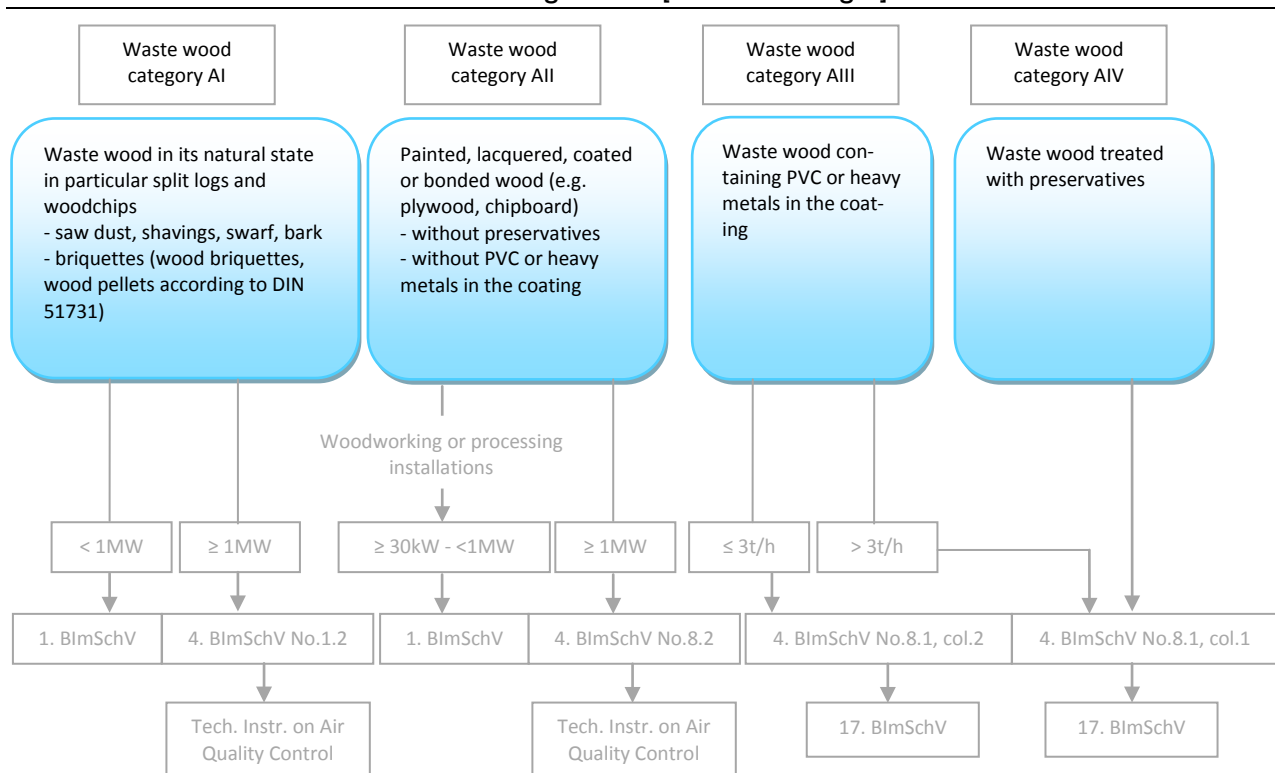 Waste wood
category AI
Waste wood
category AII
Waste wood
category AIII
Waste wood
category AIV
Waste wood in its natural state
in particular split logs and
woodchips
- saw dust, shavings, swarf, bark
- briquettes (wood briquettes,
wood pellets according to DIN
51731)
Painted, lacquered, coated
or bonded wood (e.g.
plywood, chipboard)
- without preservatives
- without PVC or heavy
metals in the coating
Waste wood con-
taining PVC or heavy
metals in the coat-
ing
Waste wood treated
with preservatives
Woodworking or processing
installations
< 1MW
≥ 1MW
≥ 30kW - <1MW
≥ 1MW
≤ 3t/h
> 3t/h
1. BImSchV
4. BImSchV No.1.2
1. BImSchV
4. BImSchV No.8.2
4. BImSchV No.8.1, col.2
4. BImSchV No.8.1, col.1
Tech. Instr. on Air
Quality Control
Tech. Instr. on Air
Quality Control
17. BImSchV
17. BImSchV